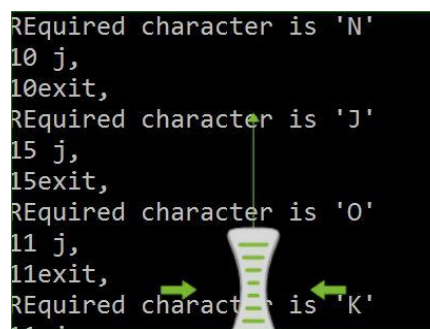 REquired character is 'N'
10 j,
10exit,
REquired character is 'J'
15 j,
15exit,
REquired character is 'O'
11 j,
11exit,
REquired character is 'K'